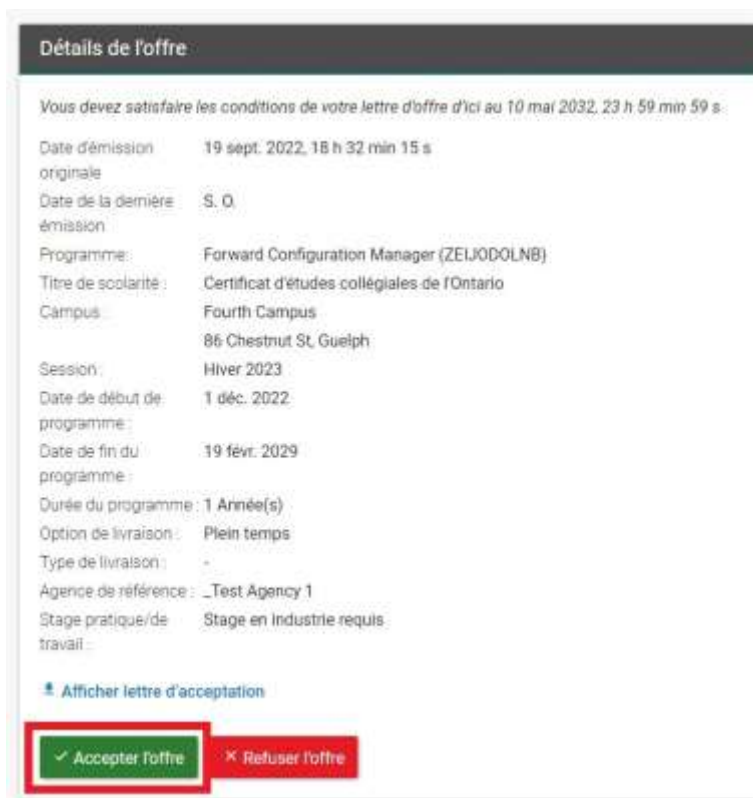 Détails de l'offre
Vous devez satisfaire les conditions de votre lettre d'offre d'ici au 10 mai 2032, 23 h 59 min 59 s
Date d'émission originale 19 sept. 2022, 18 h 32 min 15 s
Date de la dernière émission S. O.
Programme: Forward Configuration Manager (ZEIJODOLNB)
Titre de scolarité : Certificat d'études collégiales de l'Ontario
Campus : Fourth Campus
86 Chestnut St, Guelph
Session : Hiver 2023
Date de début de programme : 1 déc. 2022
Date de fin du programme : 19 févr. 2029
Durée du programme : 1 Année(s)
Option de livraison : Plein temps
Type de livraison : -
Agence de référence : _Test Agency 1
Stage pratique/de travail : Stage en industrie requis
Afficher lettre d'acceptation
Accepter l'offre
Refuser l'offre